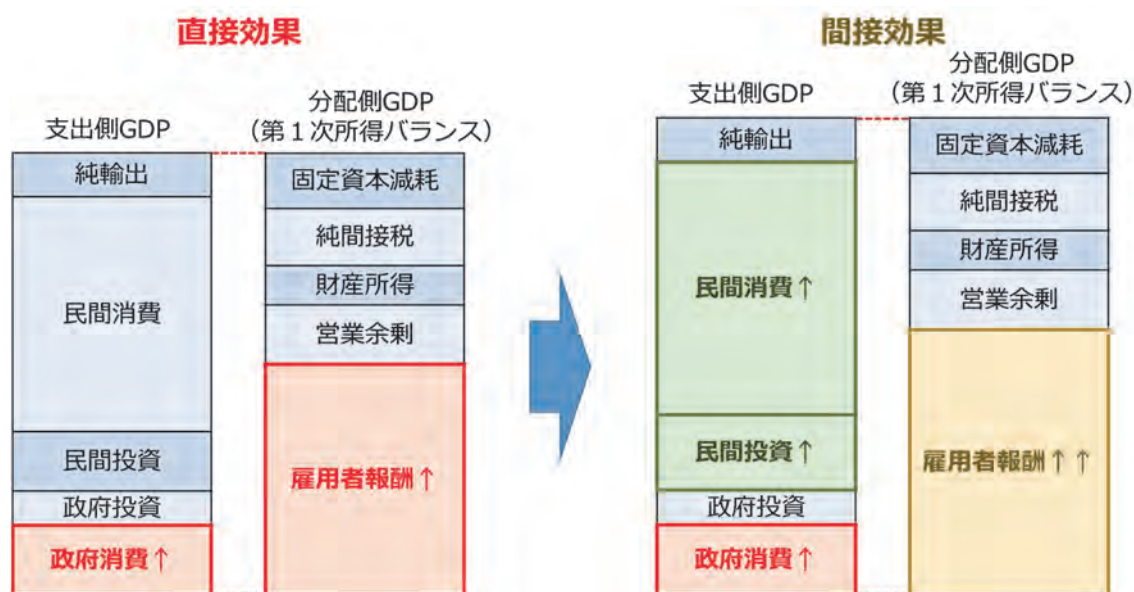 直接効果
支出側GDP
分配側GDP
（第１次所得バランス）
純輸出
民間消費
民間投資
政府投資
政府消費↑
固定資本減耗
純間接税
財産所得
営業余剰
雇用者報酬↑
間接効果
支出側GDP
分配側GDP
（第１次所得バランス）
純輸出
民間消費↑
民間投資↑
政府投資
政府消費↑
固定資本減耗
純間接税
財産所得
営業余剰
雇用者報酬↑↑